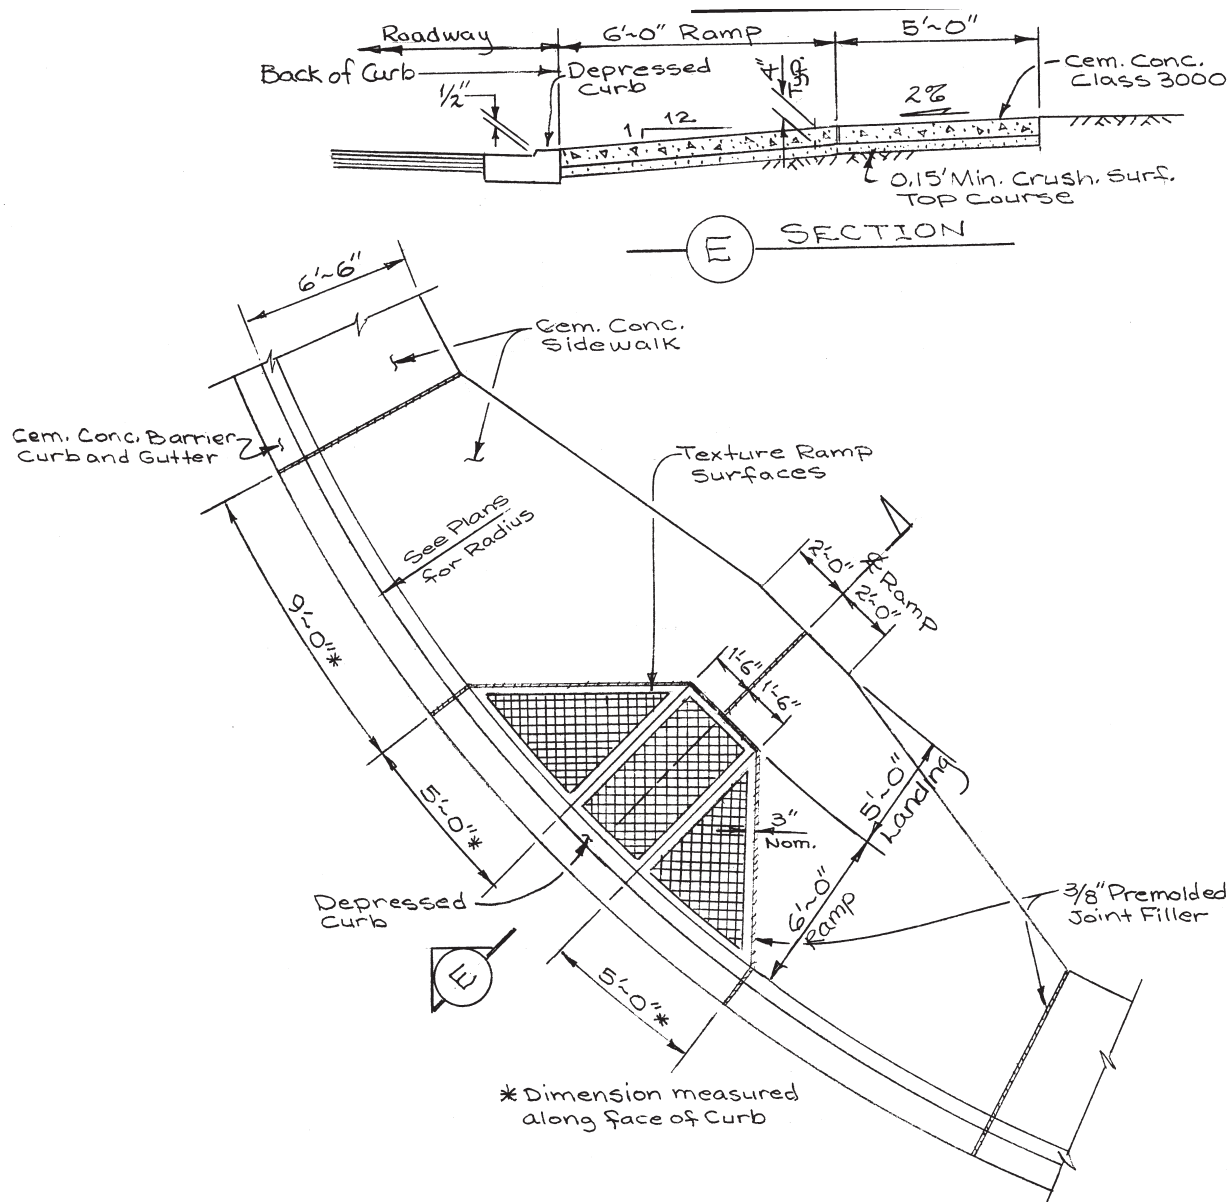 Roadway
6'~0" Ramp
5'~0"
Back of Curb
Depressed
Curb
1/2"
4"
Cem. Conc.
Class 3000
2%
1
12
0.15' Min. Crush. Surf.
Top Course
E
SECTION
6'~6"
Cem. Conc.
Sidewalk
Cem. Conc. Barrier
Curb and Gutter
Texture Ramp
Surfaces
See Plans
for Radius
2'~0"
℄ Ramp
2'~0"
9'~0"*
1'-6"
1'-6"
5'~0"*
5'~0"
Landing
3"
Nom.
6'~0"
Ramp
Depressed
Curb
3/8" Premolded
Joint Filler
E
5'~0"*
* Dimension measured
along face of Curb